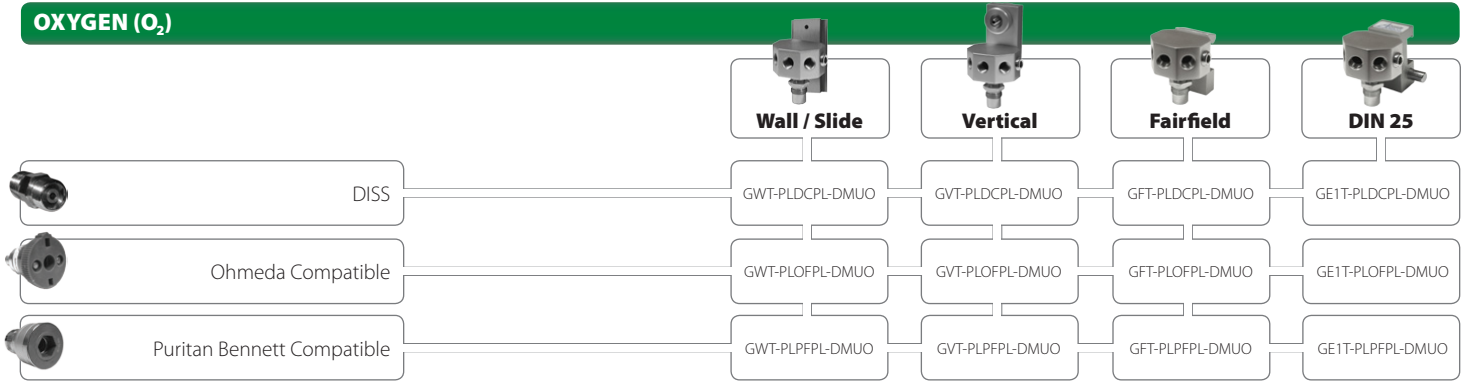 OXYGEN (O₂)
Wall / Slide
Vertical
Fairfield
DIN 25
DISS
GWT-PLDCPL-DMUO
GVT-PLDCPL-DMUO
GFT-PLDCPL-DMUO
GE1T-PLDCPL-DMUO
Ohmeda Compatible
GWT-PLOFPL-DMUO
GVT-PLOFPL-DMUO
GFT-PLOFPL-DMUO
GE1T-PLOFPL-DMUO
Puritan Bennett Compatible
GWT-PLPFPL-DMUO
GVT-PLPFPL-DMUO
GFT-PLPFPL-DMUO
GE1T-PLPFPL-DMUO